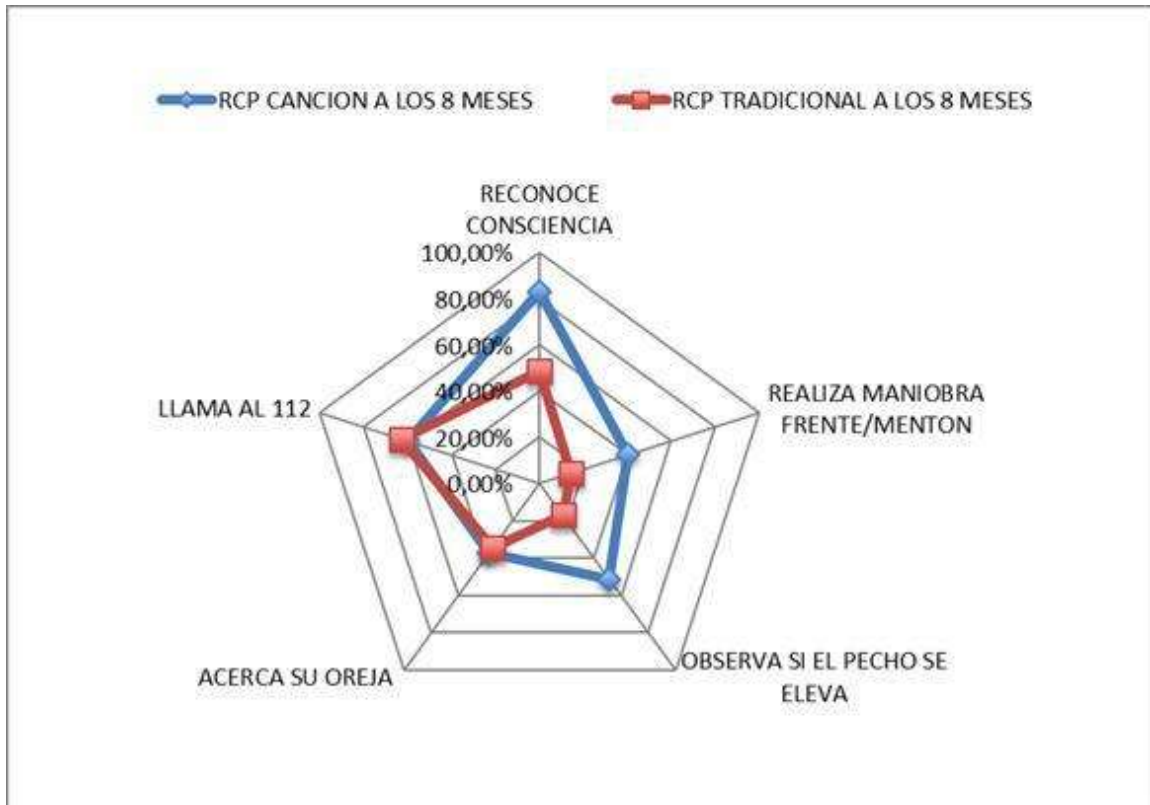 RCP CANCION A LOS 8 MESES
RCP TRADICIONAL A LOS 8 MESES
RECONOCE
CONSCIENCIA
100,00%
80,00%
60,00%
40,00%
20,00%
0,00%
REALIZA MANIOBRA
FRENTE/MENTON
OBSERVA SI EL PECHO SE
ELEVA
ACERCA SU OREJA
LLAMA AL 112